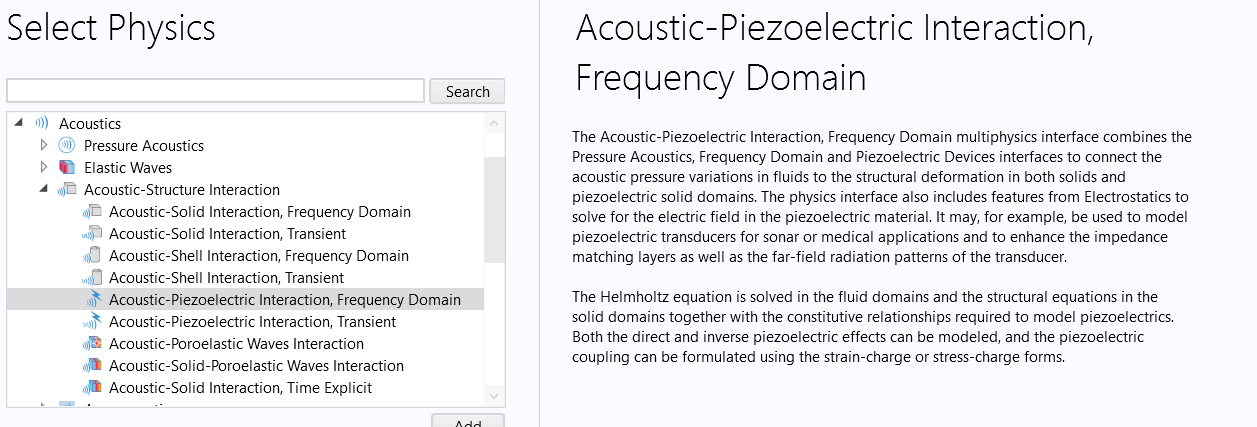 Select Physics
Search
Acoustics
Pressure Acoustics
Elastic Waves
Acoustic-Structure Interaction
Acoustic-Solid Interaction, Frequency Domain
Acoustic-Solid Interaction, Transient
Acoustic-Shell Interaction, Frequency Domain
Acoustic-Shell Interaction, Transient
Acoustic-Piezoelectric Interaction, Frequency Domain
Acoustic-Piezoelectric Interaction, Transient
Acoustic-Poroelastic Waves Interaction
Acoustic-Solid-Poroelastic Waves Interaction
Acoustic-Solid Interaction, Time Explicit
Add
Acoustic-Piezoelectric Interaction,
Frequency Domain
The Acoustic-Piezoelectric Interaction, Frequency Domain multiphysics interface combines the
Pressure Acoustics, Frequency Domain and Piezoelectric Devices interfaces to connect the
acoustic pressure variations in fluids to the structural deformation in both solids and
piezoelectric solid domains. The physics interface also includes features from Electrostatics to
solve for the electric field in the piezoelectric material. It may, for example, be used to model
piezoelectric transducers for sonar or medical applications and to enhance the impedance
matching layers as well as the far-field radiation patterns of the transducer.
The Helmholtz equation is solved in the fluid domains and the structural equations in the
solid domains together with the constitutive relationships required to model piezoelectrics.
Both the direct and inverse piezoelectric effects can be modeled, and the piezoelectric
coupling can be formulated using the strain-charge or stress-charge forms.